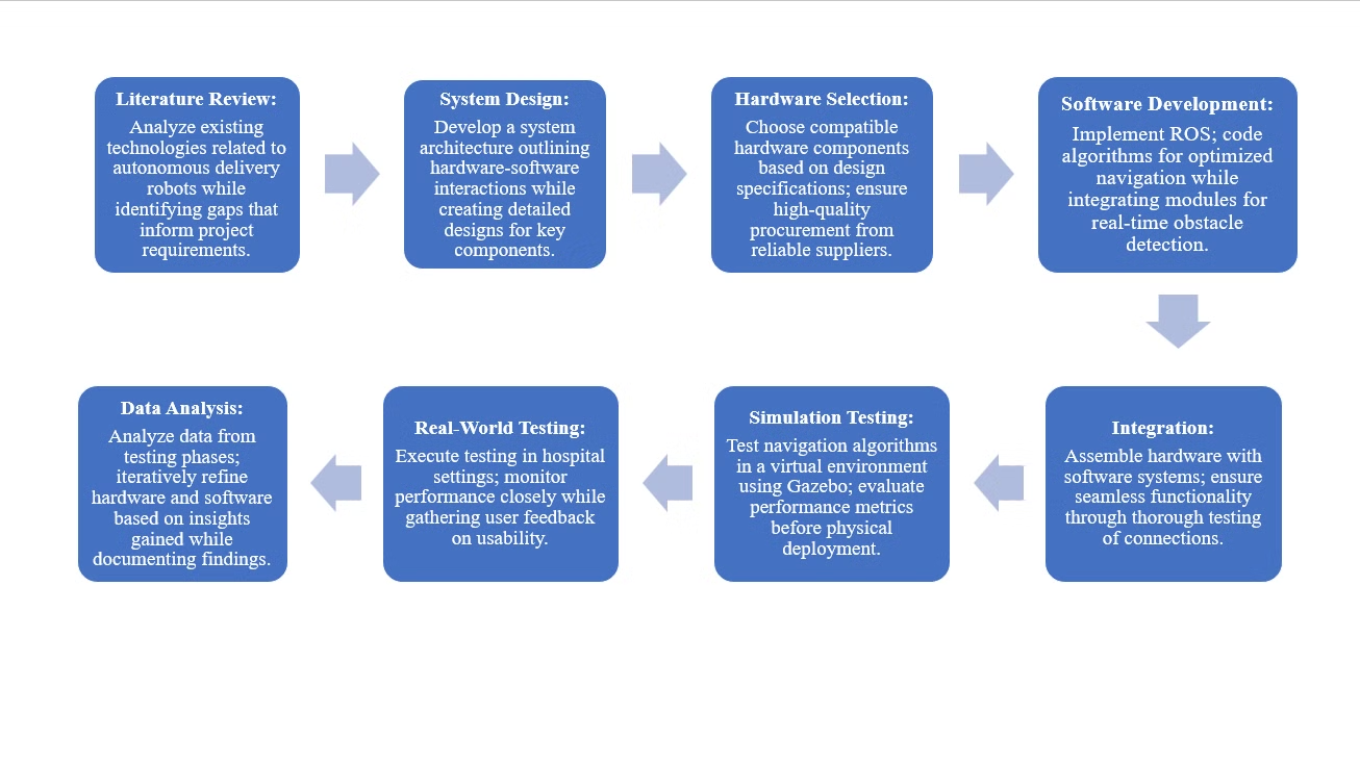 Literature Review:
Analyze existing
technologies related to
autonomous delivery
robots while
identifying gaps that
inform project
requirements.
System Design:
Develop a system
architecture outlining
hardware-software
interactions while
creating detailed
designs for key
components.
Hardware Selection:
Choose compatible
hardware components
based on design
specifications; ensure
high-quality
procurement from
reliable suppliers.
Software Development:
Implement ROS; code
algorithms for optimized
navigation while
integrating modules for
real-time obstacle
detection.
Integration:
Assemble hardware with
software systems; ensure
seamless functionality
through thorough testing
of connections.
Simulation Testing:
Test navigation algorithms
in a virtual environment
using Gazebo; evaluate
performance metrics
before physical
deployment.
Real-World Testing:
Execute testing in hospital
settings; monitor
performance closely while
gathering user feedback
on usability.
Data Analysis:
Analyze data from
testing phases;
iteratively refine
hardware and software
based on insights
gained while
documenting findings.